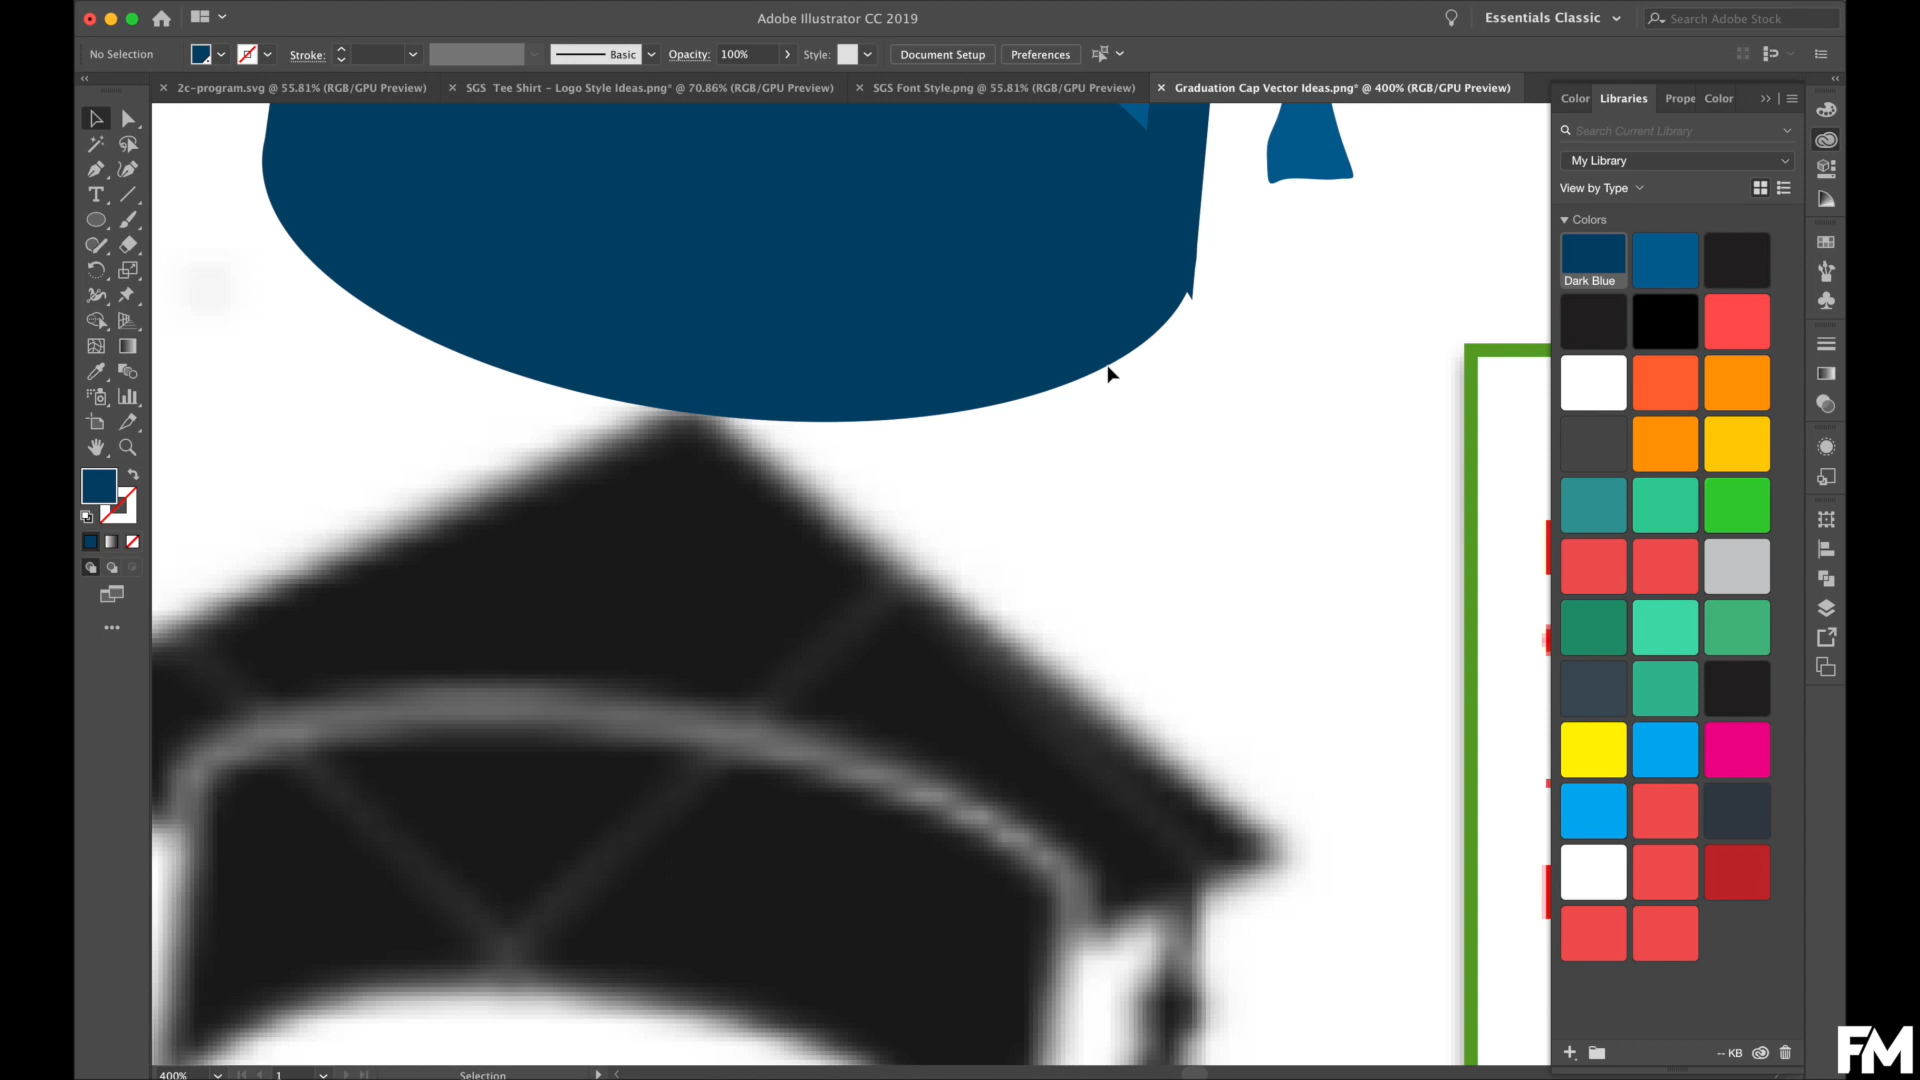 Adobe Illustrator CC 2019
Essentials Classic
Search Adobe Stock
No Selection
Stroke:
Basic
Opacity:
100%
Style:
Document Setup
Preferences
2c-program.svg @ 55.81% (RGB/GPU Preview)
SGS Tee Shirt - Logo Style Ideas.png* @ 70.86% (RGB/GPU Preview)
SGS Font Style.png @ 55.81% (RGB/GPU Preview)
Graduation Cap Vector Ideas.png* @ 400% (RGB/GPU Preview)
Color
Libraries
Prope
Color
Search Current Library
My Library
View by Type
Colors
Dark Blue
-- KB
400%
1
Selection
FM